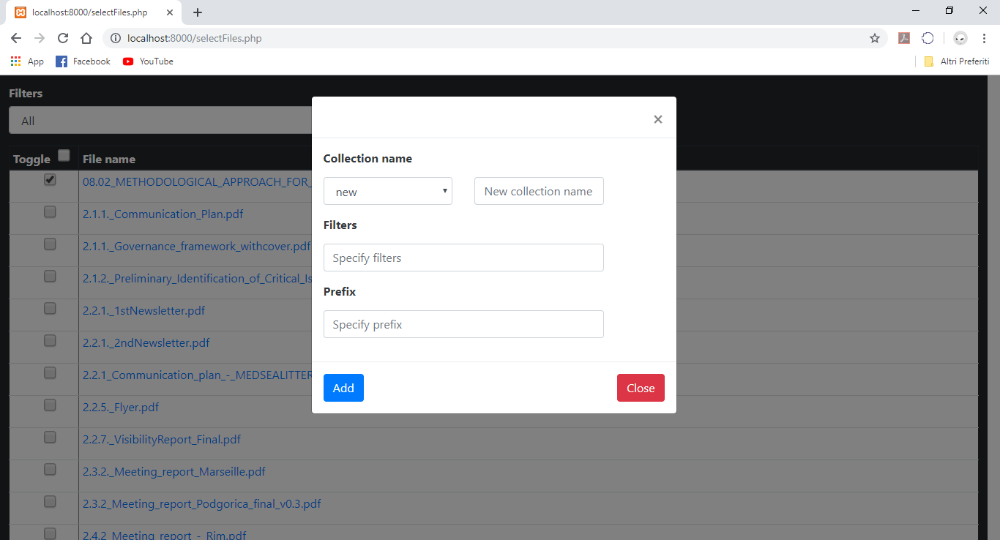 localhost:8000/selectFiles.php
localhost:8000/selectFiles.php
App Facebook YouTube Altri Preferiti
Filters
All
Toggle File name
08.02_METHODOLOGICAL_APPROACH_FOR_
2.1.1._Communication_Plan.pdf
2.1.1._Governance_framework_withcover.pdf
2.1.2._Preliminary_Identification_of_Critical_Is
2.2.1._1stNewsletter.pdf
2.2.1._2ndNewsletter.pdf
2.2.1_Communication_plan_-_MEDSEALITTER
2.2.5._Flyer.pdf
2.2.7._VisibilityReport_Final.pdf
2.3.2._Meeting_report_Marseille.pdf
2.3.2_Meeting_report_Podgorica_final_v0.3.pdf
2.4.2_Meeting_report_-_Rim.pdf
×
Collection name
new New collection name
Filters
Specify filters
Prefix
Specify prefix
Add Close